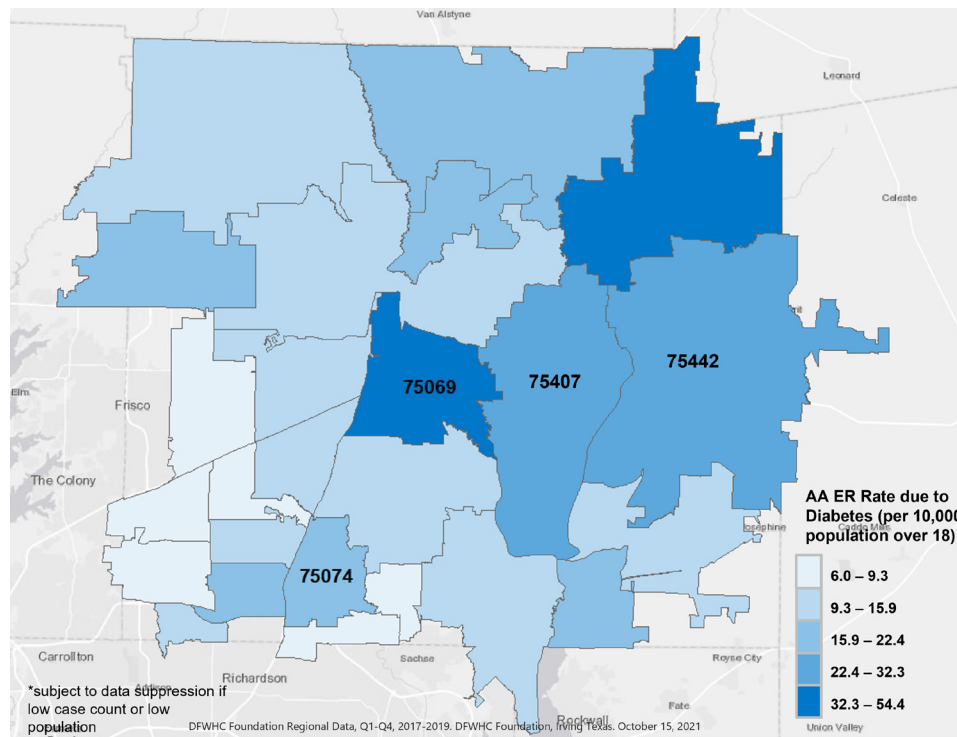 Van Alstyne
Leonard
Celeste
Elm
Frisco
75069
75407
75442
The Colony
AA ER Rate due to
Diabetes (per 10,000
population over 18)
Josephine
6.0 – 9.3
75074
9.3 – 15.9
15.9 – 22.4
22.4 – 32.3
32.3 – 54.4
Carrollton
Sachse
Royse City
Richardson
*subject to data suppression if
low case count or low
population
Addison
Fate
Rockwall
DFWHC Foundation Regional Data, Q1-Q4, 2017-2019. DFWHC Foundation, Irving Texas. October 15, 2021
Union Valley